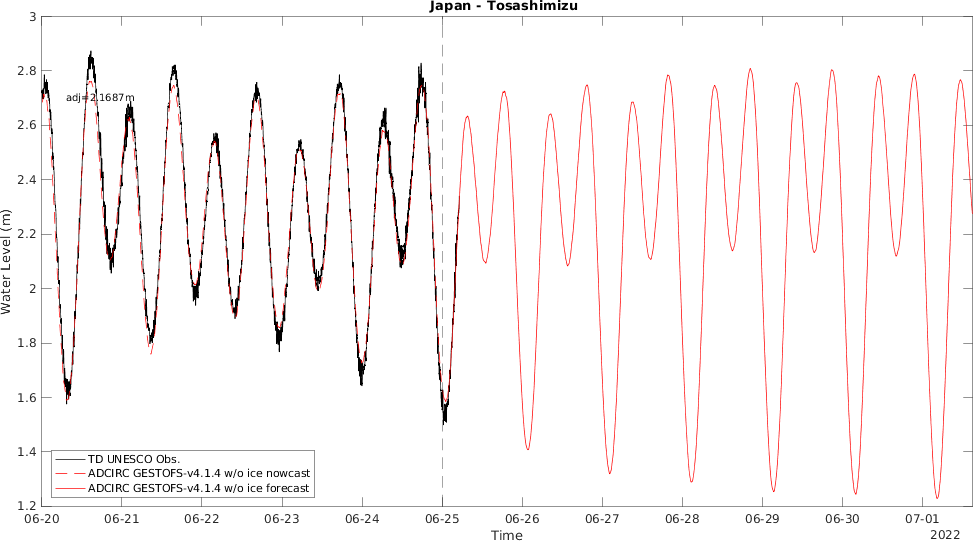 Japan - Tosashimizu
Water Level (m)
3
2.8
2.6
2.4
2.2
2
1.8
1.6
1.4
1.2
adj=2.1687m
TD UNESCO Obs.
ADCIRC GESTOFS-v4.1.4 w/o ice nowcast
ADCIRC GESTOFS-v4.1.4 w/o ice forecast
06-20 06-21 06-22 06-23 06-24 06-25 06-26 06-27 06-28 06-29 06-30 07-01
Time
2022